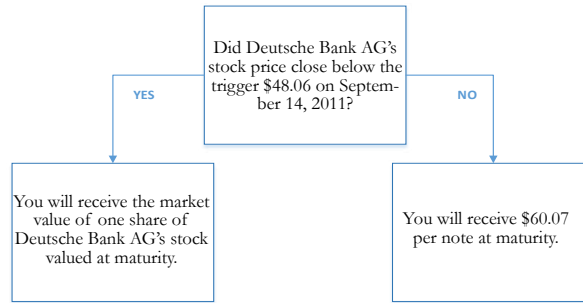 Did Deutsche Bank AG's
stock price close below the
trigger $48.06 on Septem-
ber 14, 2011?
YES
NO
You will receive the market
value of one share of
Deutsche Bank AG's stock
valued at maturity.
You will receive $60.07
per note at maturity.